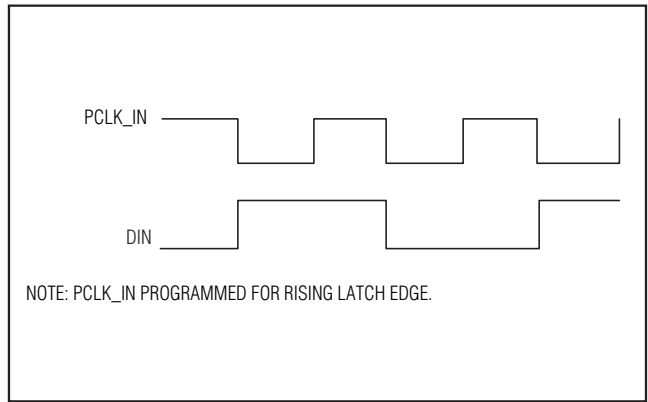 PCLK_IN
DIN
NOTE: PCLK_IN PROGRAMMED FOR RISING LATCH EDGE.